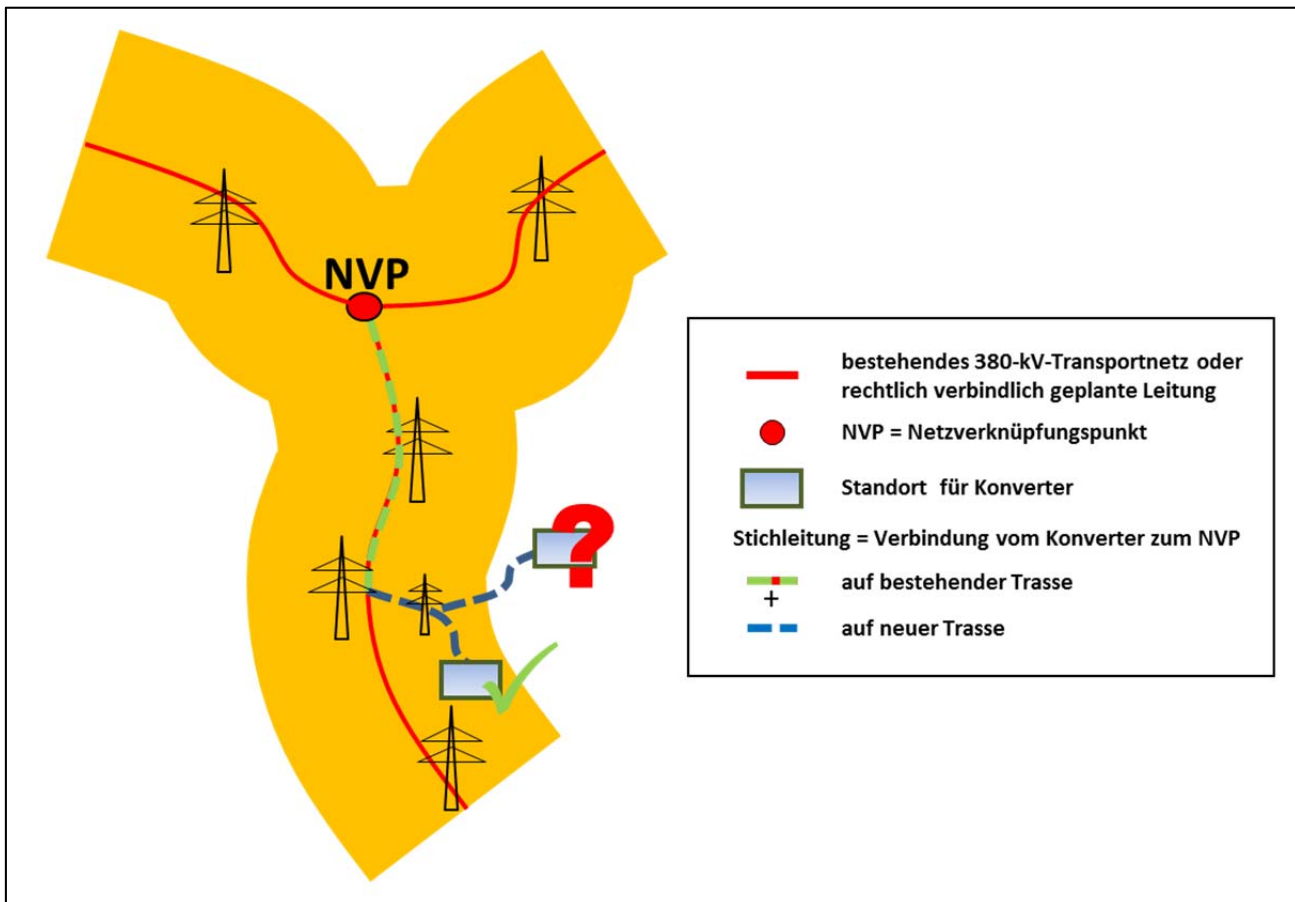 NVP
?
bestehendes 380-kV-Transportnetz oder
rechtlich verbindlich geplante Leitung
NVP = Netzverknüpfungspunkt
Standort für Konverter
Stichleitung = Verbindung vom Konverter zum NVP
auf bestehender Trasse
+
auf neuer Trasse